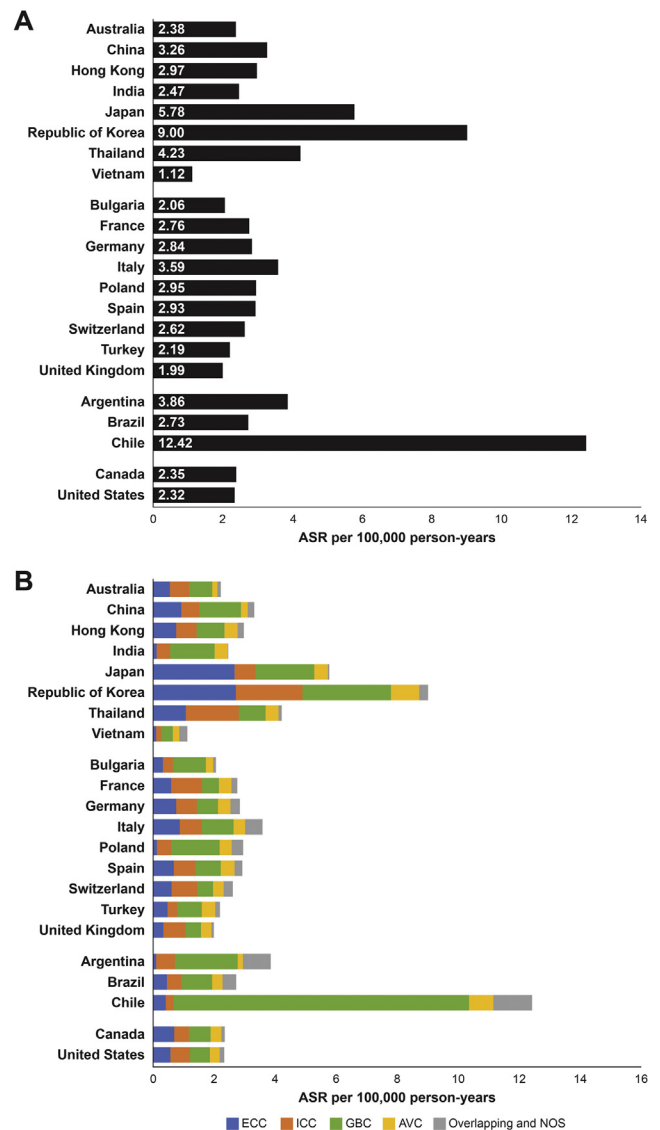 A
Australia 2.38
China 3.26
Hong Kong 2.97
India 2.47
Japan 5.78
Republic of Korea 9.00
Thailand 4.23
Vietnam 1.12
Bulgaria 2.06
France 2.76
Germany 2.84
Italy 3.59
Poland 2.95
Spain 2.93
Switzerland 2.62
Turkey 2.19
United Kingdom 1.99
Argentina 3.86
Brazil 2.73
Chile 12.42
Canada 2.35
United States 2.32
0 2 4 6 8 10 12 14
ASR per 100,000 person-years
B
Australia
China
Hong Kong
India
Japan
Republic of Korea
Thailand
Vietnam
Bulgaria
France
Germany
Italy
Poland
Spain
Switzerland
Turkey
United Kingdom
Argentina
Brazil
Chile
Canada
United States
0 2 4 6 8 10 12 14 16
ASR per 100,000 person-years
ECC ICC GBC AVC Overlapping and NOS